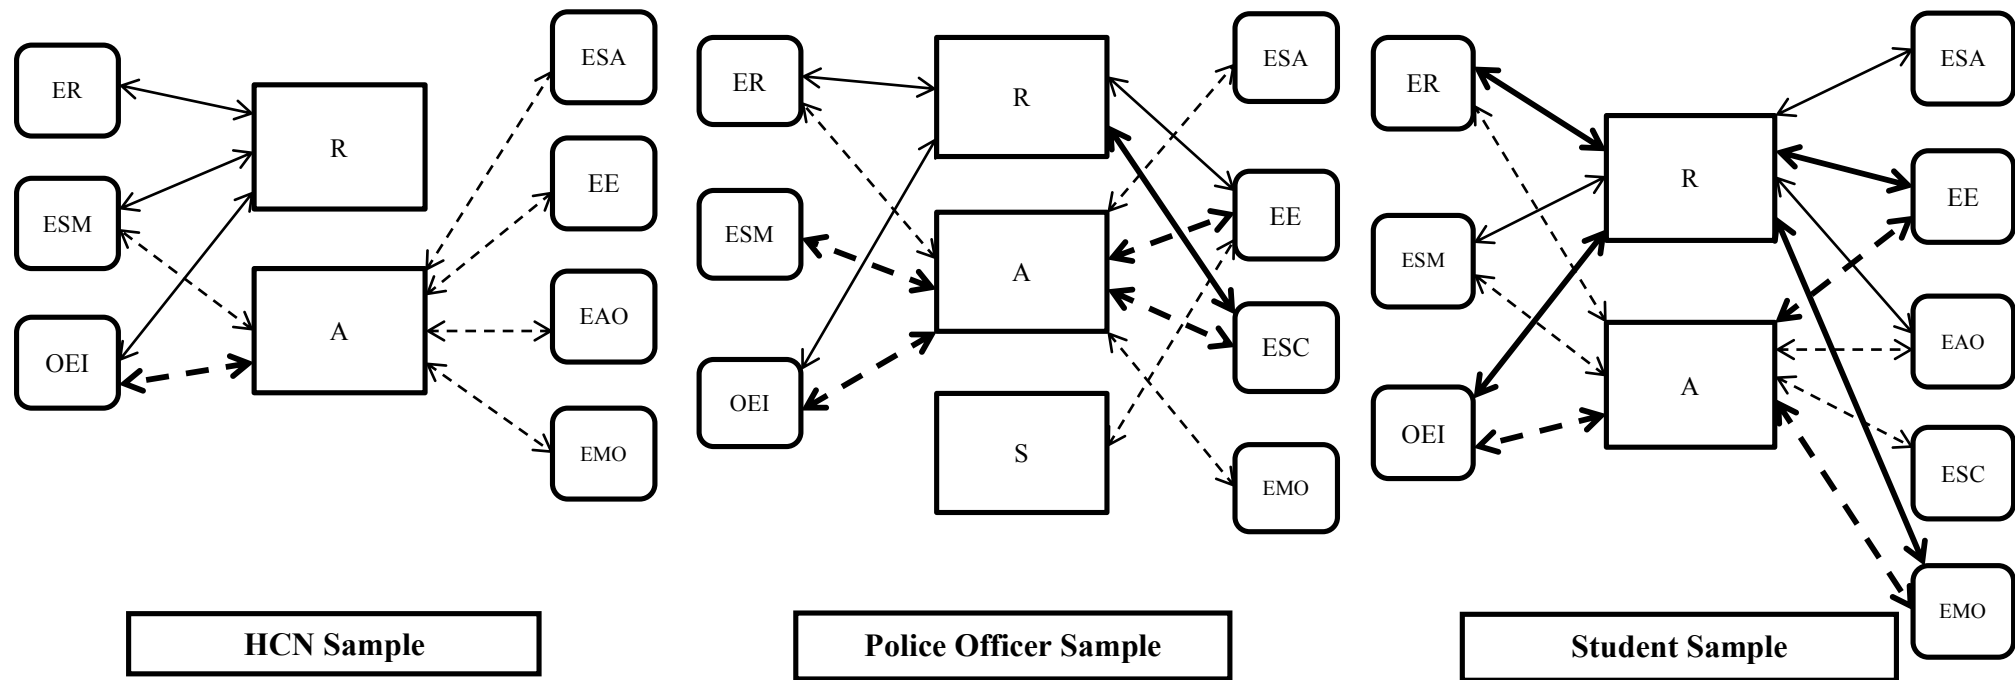 ER
ESM
OEI
R
A
ESA
EE
EAO
EMO
HCN Sample
ER
ESM
OEI
R
A
S
ESA
EE
ESC
EMO
Police Officer Sample
ER
ESM
OEI
R
A
ESA
EE
EAO
ESC
EMO
Student Sample